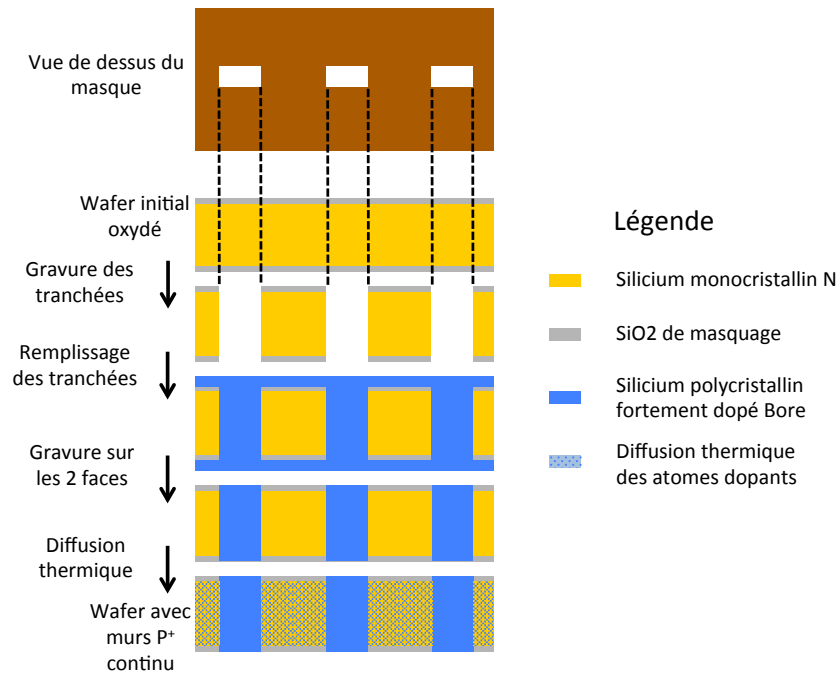 Vue de dessus du
masque
Wafer initial
oxydé
Gravure des
tranchées
Remplissage
des tranchées
Gravure sur
les 2 faces
Diffusion
thermique
Wafer avec
murs P⁺
continu
Légende
Silicium monocristallin N
SiO2 de masquage
Silicium polycristallin
fortement dopé Bore
Diffusion thermique
des atomes dopants